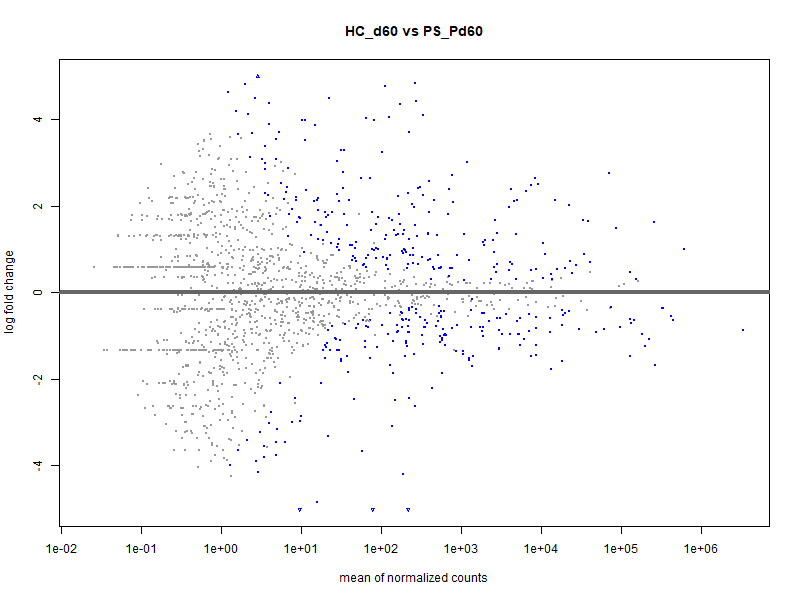 HC_d60 vs PS_Pd60
log fold change
4
2
0
-2
-4
1e-02 1e-01 1e+00 1e+01 1e+02 1e+03 1e+04 1e+05 1e+06
mean of normalized counts